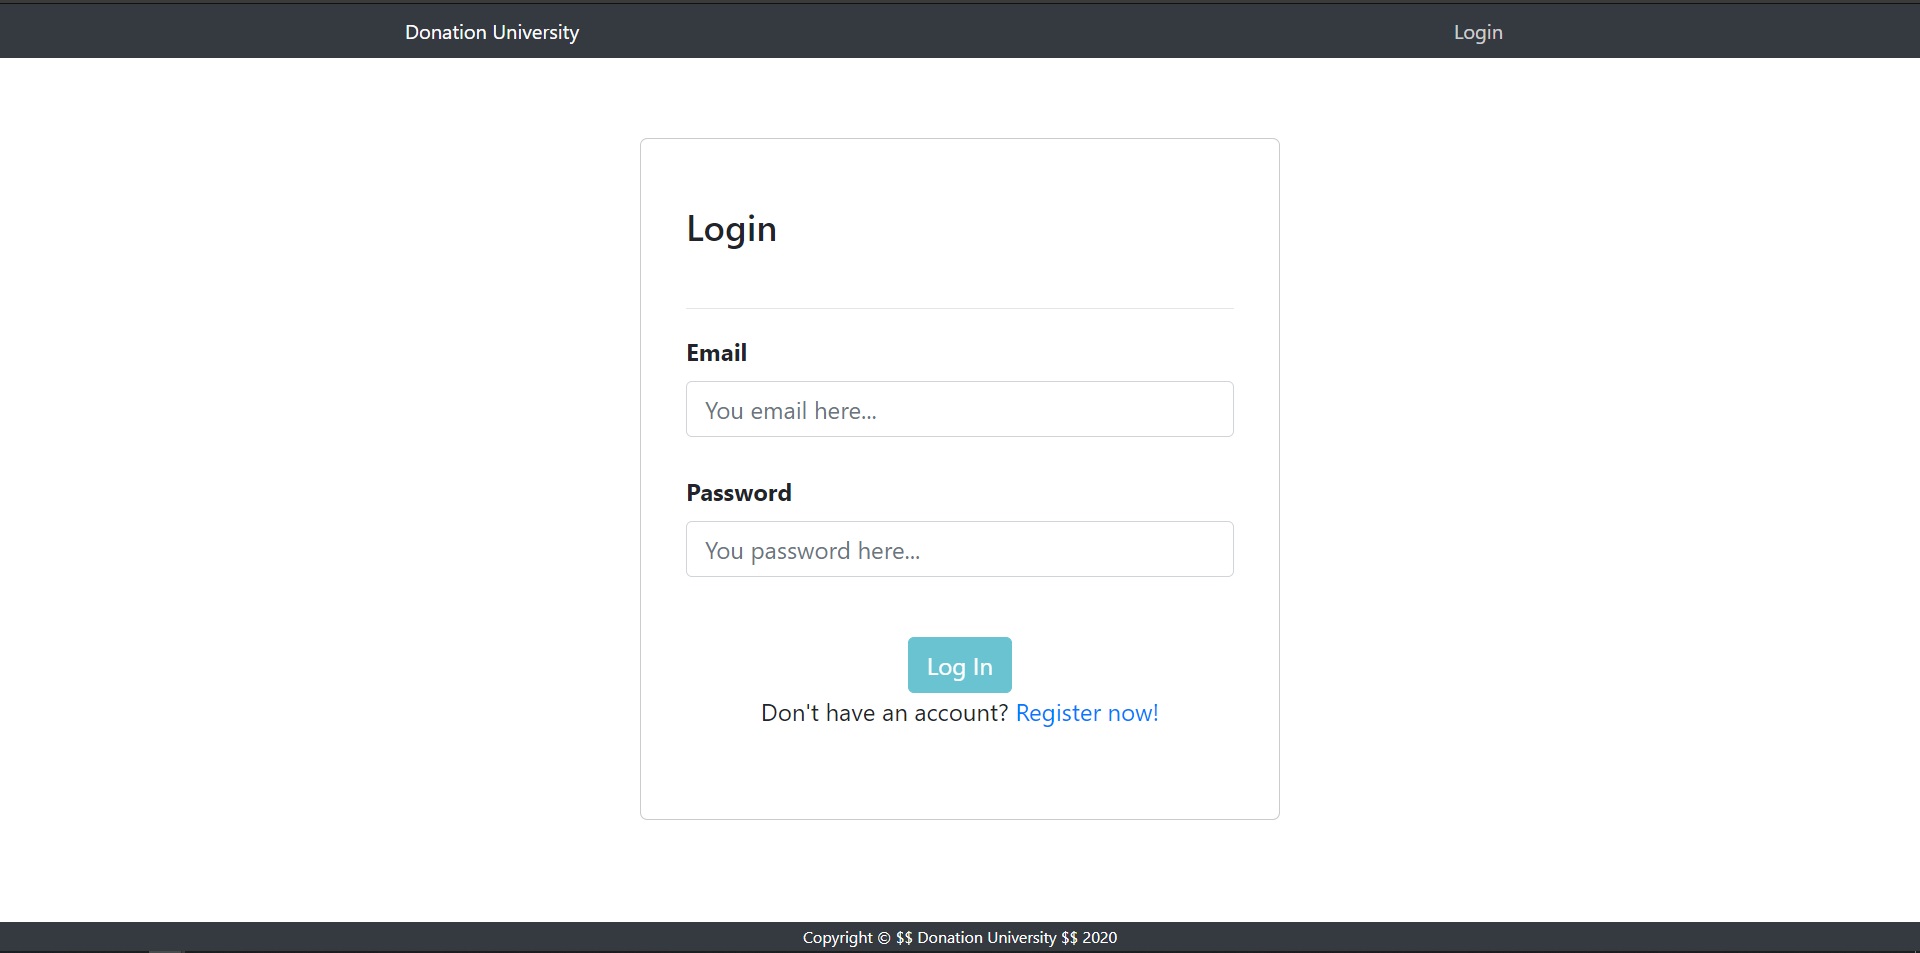 Donation University
Login
Login
Email
You email here...
Password
You password here...
Log In
Don't have an account? Register now!
Copyright © $$ Donation University $$ 2020